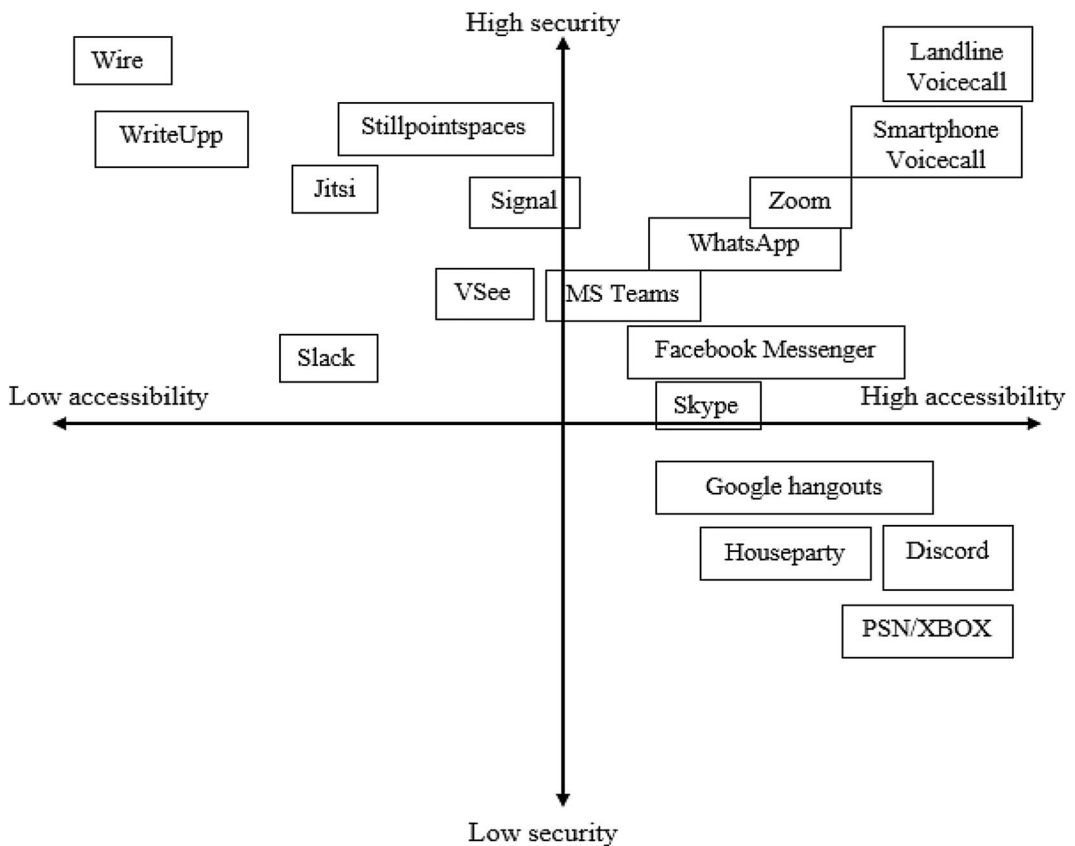 High security
Wire
Landline
Voicecall
WriteUpp
Stillpointspaces
Smartphone
Voicecall
Jitsi
Signal
Zoom
WhatsApp
VSee
MS Teams
Slack
Facebook Messenger
Low accessibility
Skype
High accessibility
Google hangouts
Houseparty
Discord
PSN/XBOX
Low security